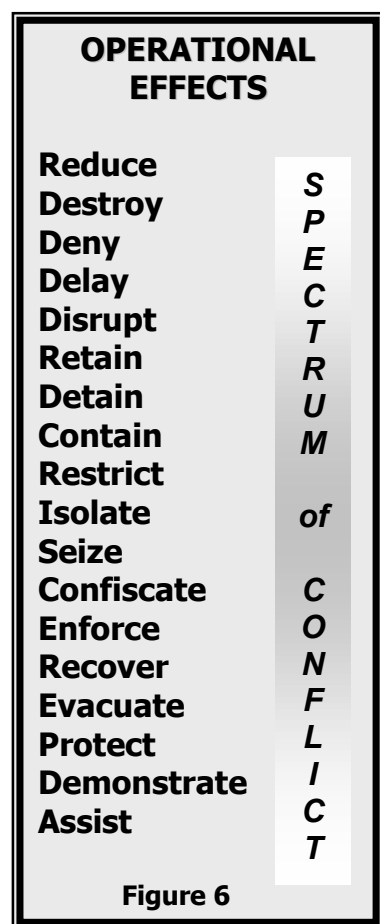 OPERATIONAL
EFFECTS
Reduce
Destroy
Deny
Delay
Disrupt
Retain
Detain
Contain
Restrict
Isolate
Seize
Confiscate
Enforce
Recover
Evacuate
Protect
Demonstrate
Assist
S
P
E
C
T
R
U
M
of
C
O
N
F
L
I
C
T
Figure 6